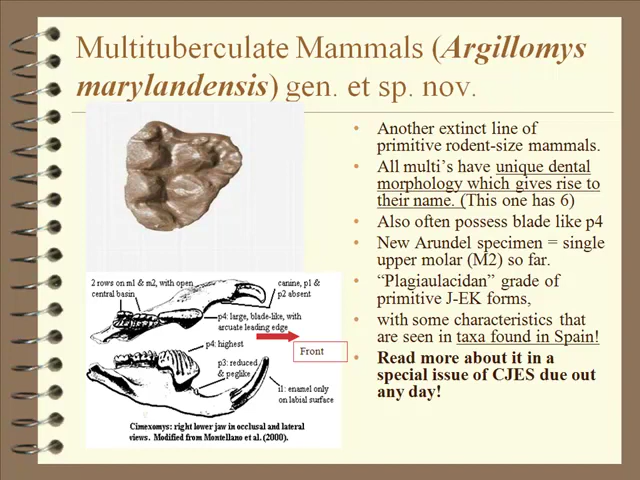 Multituberculate Mammals (Argillomys
marylandensis) gen. et sp. nov.
2 rows on m1 & m2, with open
central basin
canine, p1 &
p2 absent
p4: large, blade-like, with
arcuate leading edge
p4: highest
Front
p3: reduced
& peglike
i1: enamel only
on labial surface
Cimexomys: right lower jaw in occlusal and lateral
views. Modified from Montellano et al. (2000).
• Another extinct line of
primitive rodent-size mammals.
• All multi's have unique dental
morphology which gives rise to
their name. (This one has 6)
• Also often possess blade like p4
• New Arundel specimen = single
upper molar (M2) so far.
• “Plagiaulacidan” grade of
primitive J-EK forms,
• with some characteristics that
are seen in taxa found in Spain!
• Read more about it in a
special issue of CJES due out
any day!